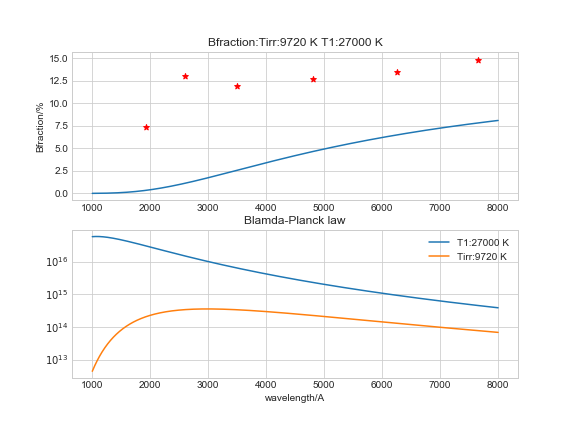 Bfraction:Tirr:9720 K T1:27000 K
15.0
12.5
10.0
7.5
5.0
2.5
0.0
Bfraction/%
1000 2000 3000 4000 5000 6000 7000 8000
Blamda-Planck law
T1:27000 K
Tirr:9720 K
10^16
10^15
10^14
10^13
1000 2000 3000 4000 5000 6000 7000 8000
wavelength/A